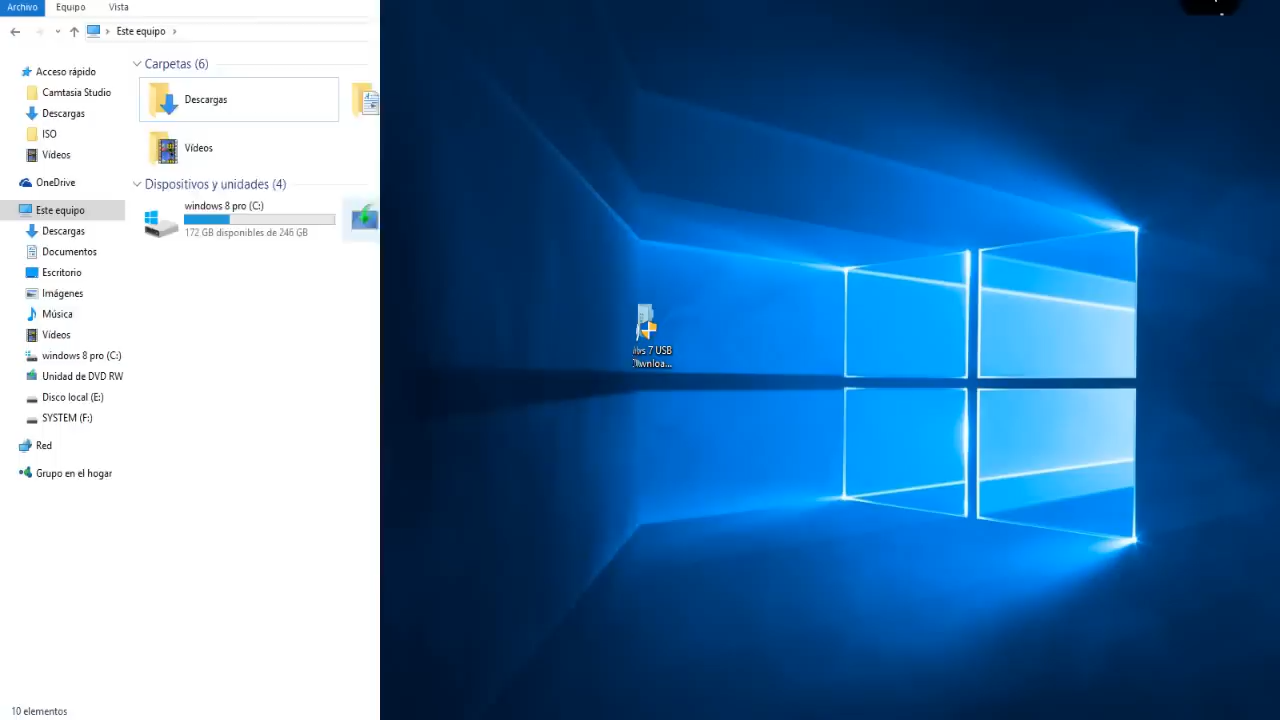 Archivo Equipo Vista
Este equipo
Acceso rápido
Camtasia Studio
Descargas
ISO
Vídeos
OneDrive
Este equipo
Descargas
Documentos
Escritorio
Imágenes
Música
Vídeos
windows 8 pro (C:)
Unidad de DVD RW
Disco local (E:)
SYSTEM (F:)
Red
Grupo en el hogar
Carpetas (6)
Descargas
Vídeos
Dispositivos y unidades (4)
windows 8 pro (C:)
172 GB disponibles de 246 GB
7 USB
10 elementos